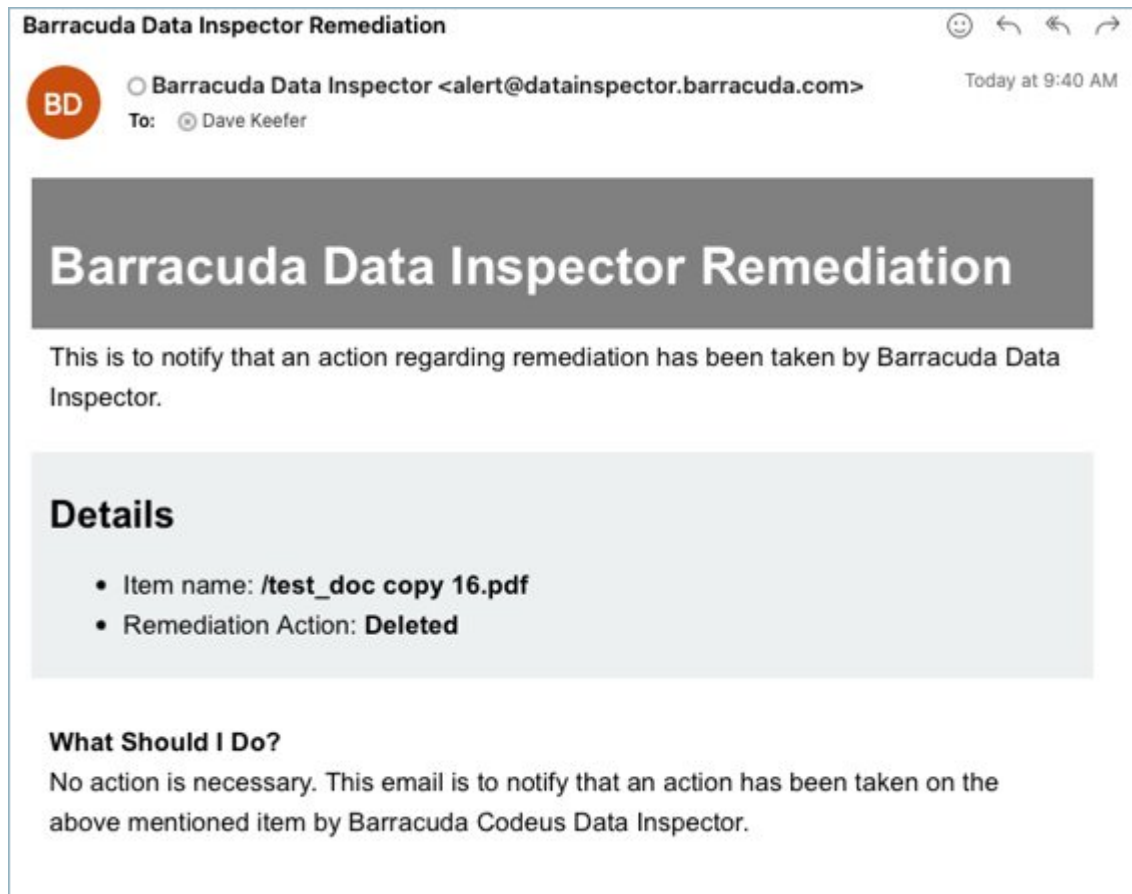 Barracuda Data Inspector Remediation
BD
Barracuda Data Inspector <alert@datainspector.barracuda.com>
Today at 9:40 AM
To: Dave Keefer
Barracuda Data Inspector Remediation
This is to notify that an action regarding remediation has been taken by Barracuda Data
Inspector.
Details
• Item name: /test_doc copy 16.pdf
• Remediation Action: Deleted
What Should I Do?
No action is necessary. This email is to notify that an action has been taken on the
above mentioned item by Barracuda Codeus Data Inspector.